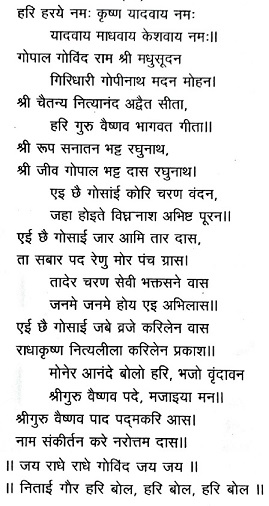 हरि हरये नमः कृष्ण यादवाय नमः
यादवाय माधवाय केशवाय नमः॥
गोपाल गोविंद राम श्री मधुसूदन
गिरिधारी गोपीनाथ मदन मोहन।
श्री चैतन्य नित्यानंद अद्वैत सीता,
हरि गुरु वैष्णव भागवत गीता॥
श्री रूप सनातन भट्ट रघुनाथ,
श्री जीव गोपाल भट्ट दास रघुनाथ।
एइ छै गोसांई कोरि चरण वंदन,
जहा होइते विघ्ननाश अभिष्ट पूरन॥
एई छै गोसाई जार आमि तार दास,
ता सबार पद रेणु मोर पंच ग्रास।
तादेर चरण सेवी भक्तसने वास
जनमे जनमे होय एइ अभिलास॥
एई छै गोसाई जबे व्रजे करिलेन वास
राधाकृष्ण नित्यलीला करिलेन प्रकाश॥
मोनेर आनंदे बोलो हरि, भजो वृंदावन
श्रीगुरु वैष्णव पदे, मजाइया मन॥
श्रीगुरु वैष्णव पाद पद्मकरि आस।
नाम संकीर्तन करे नरोत्तम दास॥
॥ जय राधे राधे गोविंद जय जय ॥
॥ निताई गौर हरि बोल, हरि बोल, हरि बोल ॥